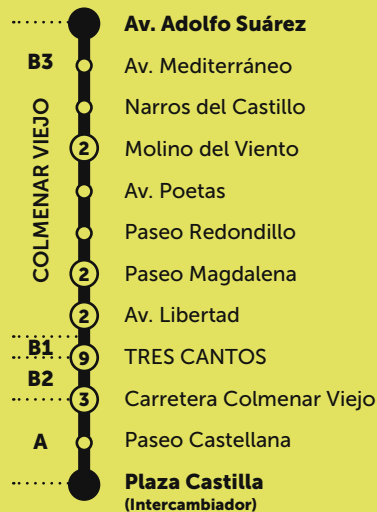 Av. Adolfo Suárez
B3
Av. Mediterráneo
COLMENAR VIEJO
Narros del Castillo
2 Molino del Viento
Av. Poetas
Paseo Redondillo
2 Paseo Magdalena
2 Av. Libertad
B1
9 TRES CANTOS
B2
3 Carretera Colmenar Viejo
A
Paseo Castellana
Plaza Castilla
(Intercambiador)